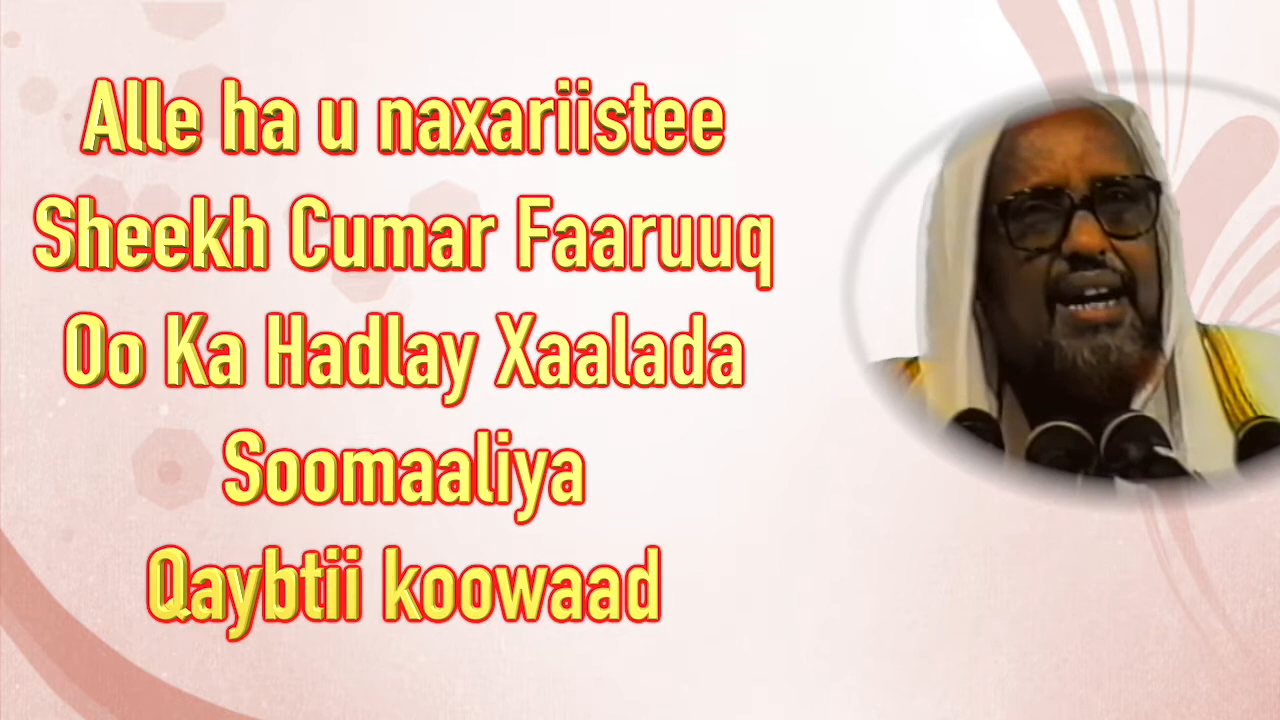 Alle ha u naxariistee
Sheekh Cumar Faaruuq
Oo Ka Hadlay Xaalada
Soomaaliya
Qaybtii koowaad